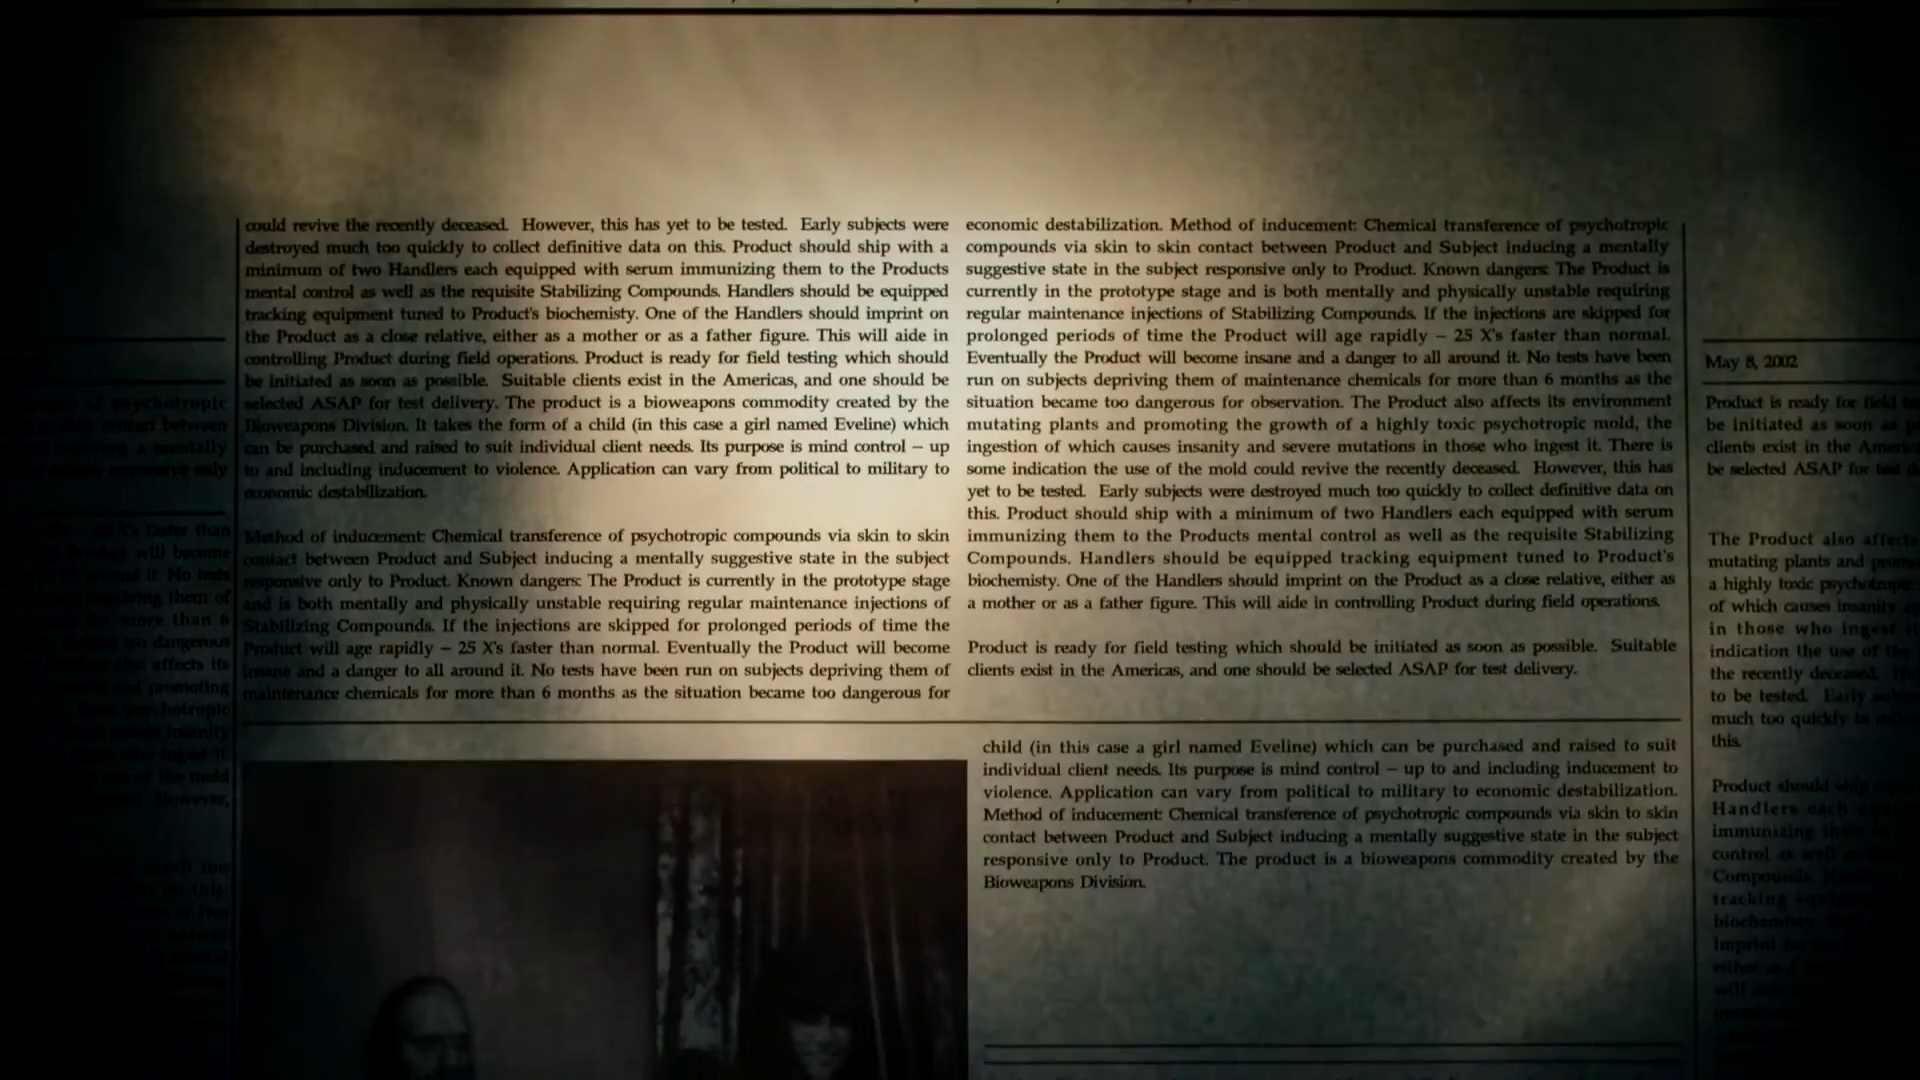 could revive the recently deceased. However, this has yet to be tested. Early subjects were
destroyed much too quickly to collect definitive data on this. Product should ship with a
minimum of two Handlers each equipped with serum immunizing them to the Products
mental control as well as the requisite Stabilizing Compounds. Handlers should be equipped
tracking equipment tuned to Product's biochemistry. One of the Handlers should imprint on
the Product as a close relative, either as a mother or as a father figure. This will aide in
controlling Product during field operations. Product is ready for field testing which should
be initiated as soon as possible. Suitable clients exist in the Americas, and one should be
selected ASAP for test delivery. The product is a bioweapons commodity created by the
Bioweapons Division. It takes the form of a child (in this case a girl named Eveline) which
can be purchased and raised to suit individual client needs. Its purpose is mind control – up
to and including inducement to violence. Application can vary from political to military to
economic destabilization.
Method of inducement: Chemical transference of psychotropic compounds via skin to skin
contact between Product and Subject inducing a mentally suggestive state in the subject
responsive only to Product. Known dangers: The Product is currently in the prototype stage
and is both mentally and physically unstable requiring regular maintenance injections of
Stabilizing Compounds. If the injections are skipped for prolonged periods of time the
Product will age rapidly – 25 X's faster than normal. Eventually the Product will become
insane and a danger to all around it. No tests have been run on subjects depriving them of
maintenance chemicals for more than 6 months as the situation became too dangerous for
economic destabilization. Method of inducement: Chemical transference of psychotropic
compounds via skin to skin contact between Product and Subject inducing a mentally
suggestive state in the subject responsive only to Product. Known dangers: The Product is
currently in the prototype stage and is both mentally and physically unstable requiring
regular maintenance injections of Stabilizing Compounds. If the injections are skipped for
prolonged periods of time the Product will age rapidly – 25 X's faster than normal.
Eventually the Product will become insane and a danger to all around it. No tests have been
run on subjects depriving them of maintenance chemicals for more than 6 months as the
situation became too dangerous for observation. The Product also affects its environment
mutating plants and promoting the growth of a highly toxic psychotropic mold, the
ingestion of which causes insanity and severe mutations in those who ingest it. There is
some indication the use of the mold could revive the recently deceased. However, this has
yet to be tested. Early subjects were destroyed much too quickly to collect definitive data on
this. Product should ship with a minimum of two Handlers each equipped with serum
immunizing them to the Products mental control as well as the requisite Stabilizing
Compounds. Handlers should be equipped tracking equipment tuned to Product's
biochemistry. One of the Handlers should imprint on the Product as a close relative, either as
a mother or as a father figure. This will aide in controlling Product during field operations.
Product is ready for field testing which should be initiated as soon as possible. Suitable
clients exist in the Americas, and one should be selected ASAP for test delivery.
child (in this case a girl named Eveline) which can be purchased and raised to suit
individual client needs. Its purpose is mind control – up to and including inducement to
violence. Application can vary from political to military to economic destabilization.
Method of inducement: Chemical transference of psychotropic compounds via skin to skin
contact between Product and Subject inducing a mentally suggestive state in the subject
responsive only to Product. The product is a bioweapons commodity created by the
Bioweapons Division.
May 8, 2002
Product is ready for field
be initiated as soon as
clients exist in the
be selected ASAP for
The Product also
mutating plants and
a highly toxic
of which causes
in those who ingest
indication the use of
the recently deceased.
to be tested. Early
much too quickly
this.
Product should
Handlers each
immunizing
control as well